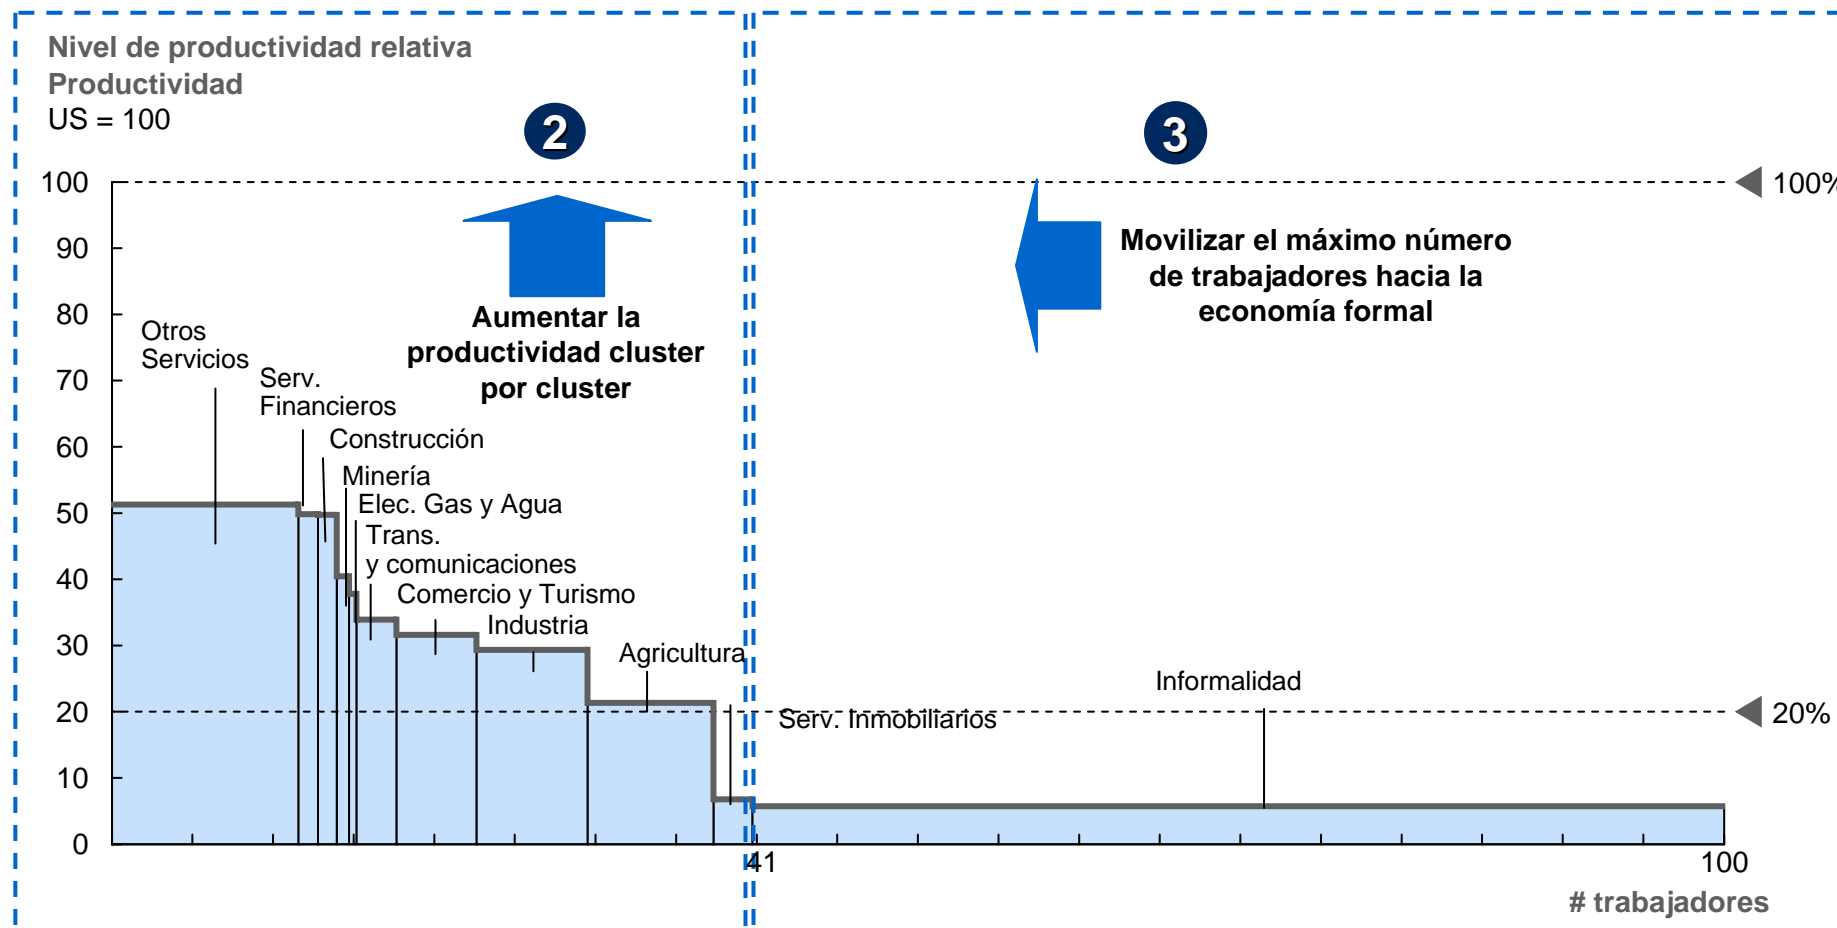 Nivel de productividad relativa
Productividad
US = 100
2
3
100
100%
90
Movilizar el máximo número
de trabajadores hacia la
economía formal
80
Aumentar la
productividad cluster
por cluster
Otros
Servicios
70
Serv.
Financieros
60
Construcción
Minería
Elec. Gas y Agua
50
Trans.
y comunicaciones
40
Comercio y Turismo
Industria
30
Agricultura
Informalidad
20
Serv. Inmobiliarios
20%
10
0
41
100
# trabajadores